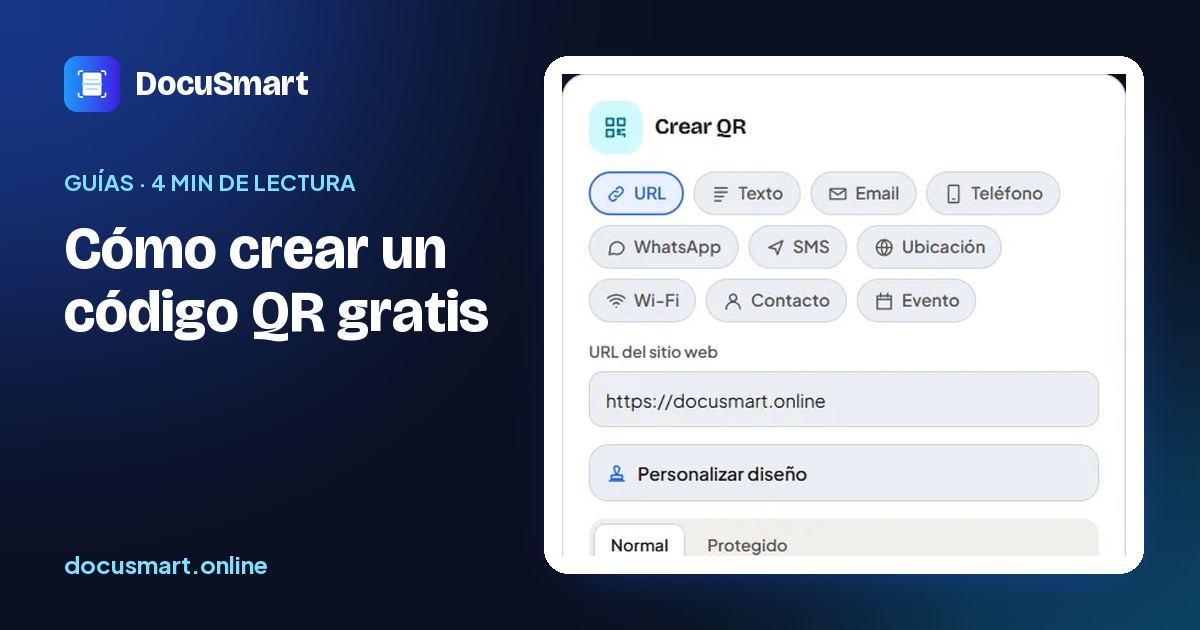 DocuSmart
GUÍAS · 4 MIN DE LECTURA
Cómo crear un
código QR gratis
docusmart.online
Crear QR
URL Texto Email Teléfono
WhatsApp SMS Ubicación
Wi-Fi Contacto Evento
URL del sitio web
https://docusmart.online
Personalizar diseño
Normal Protegido